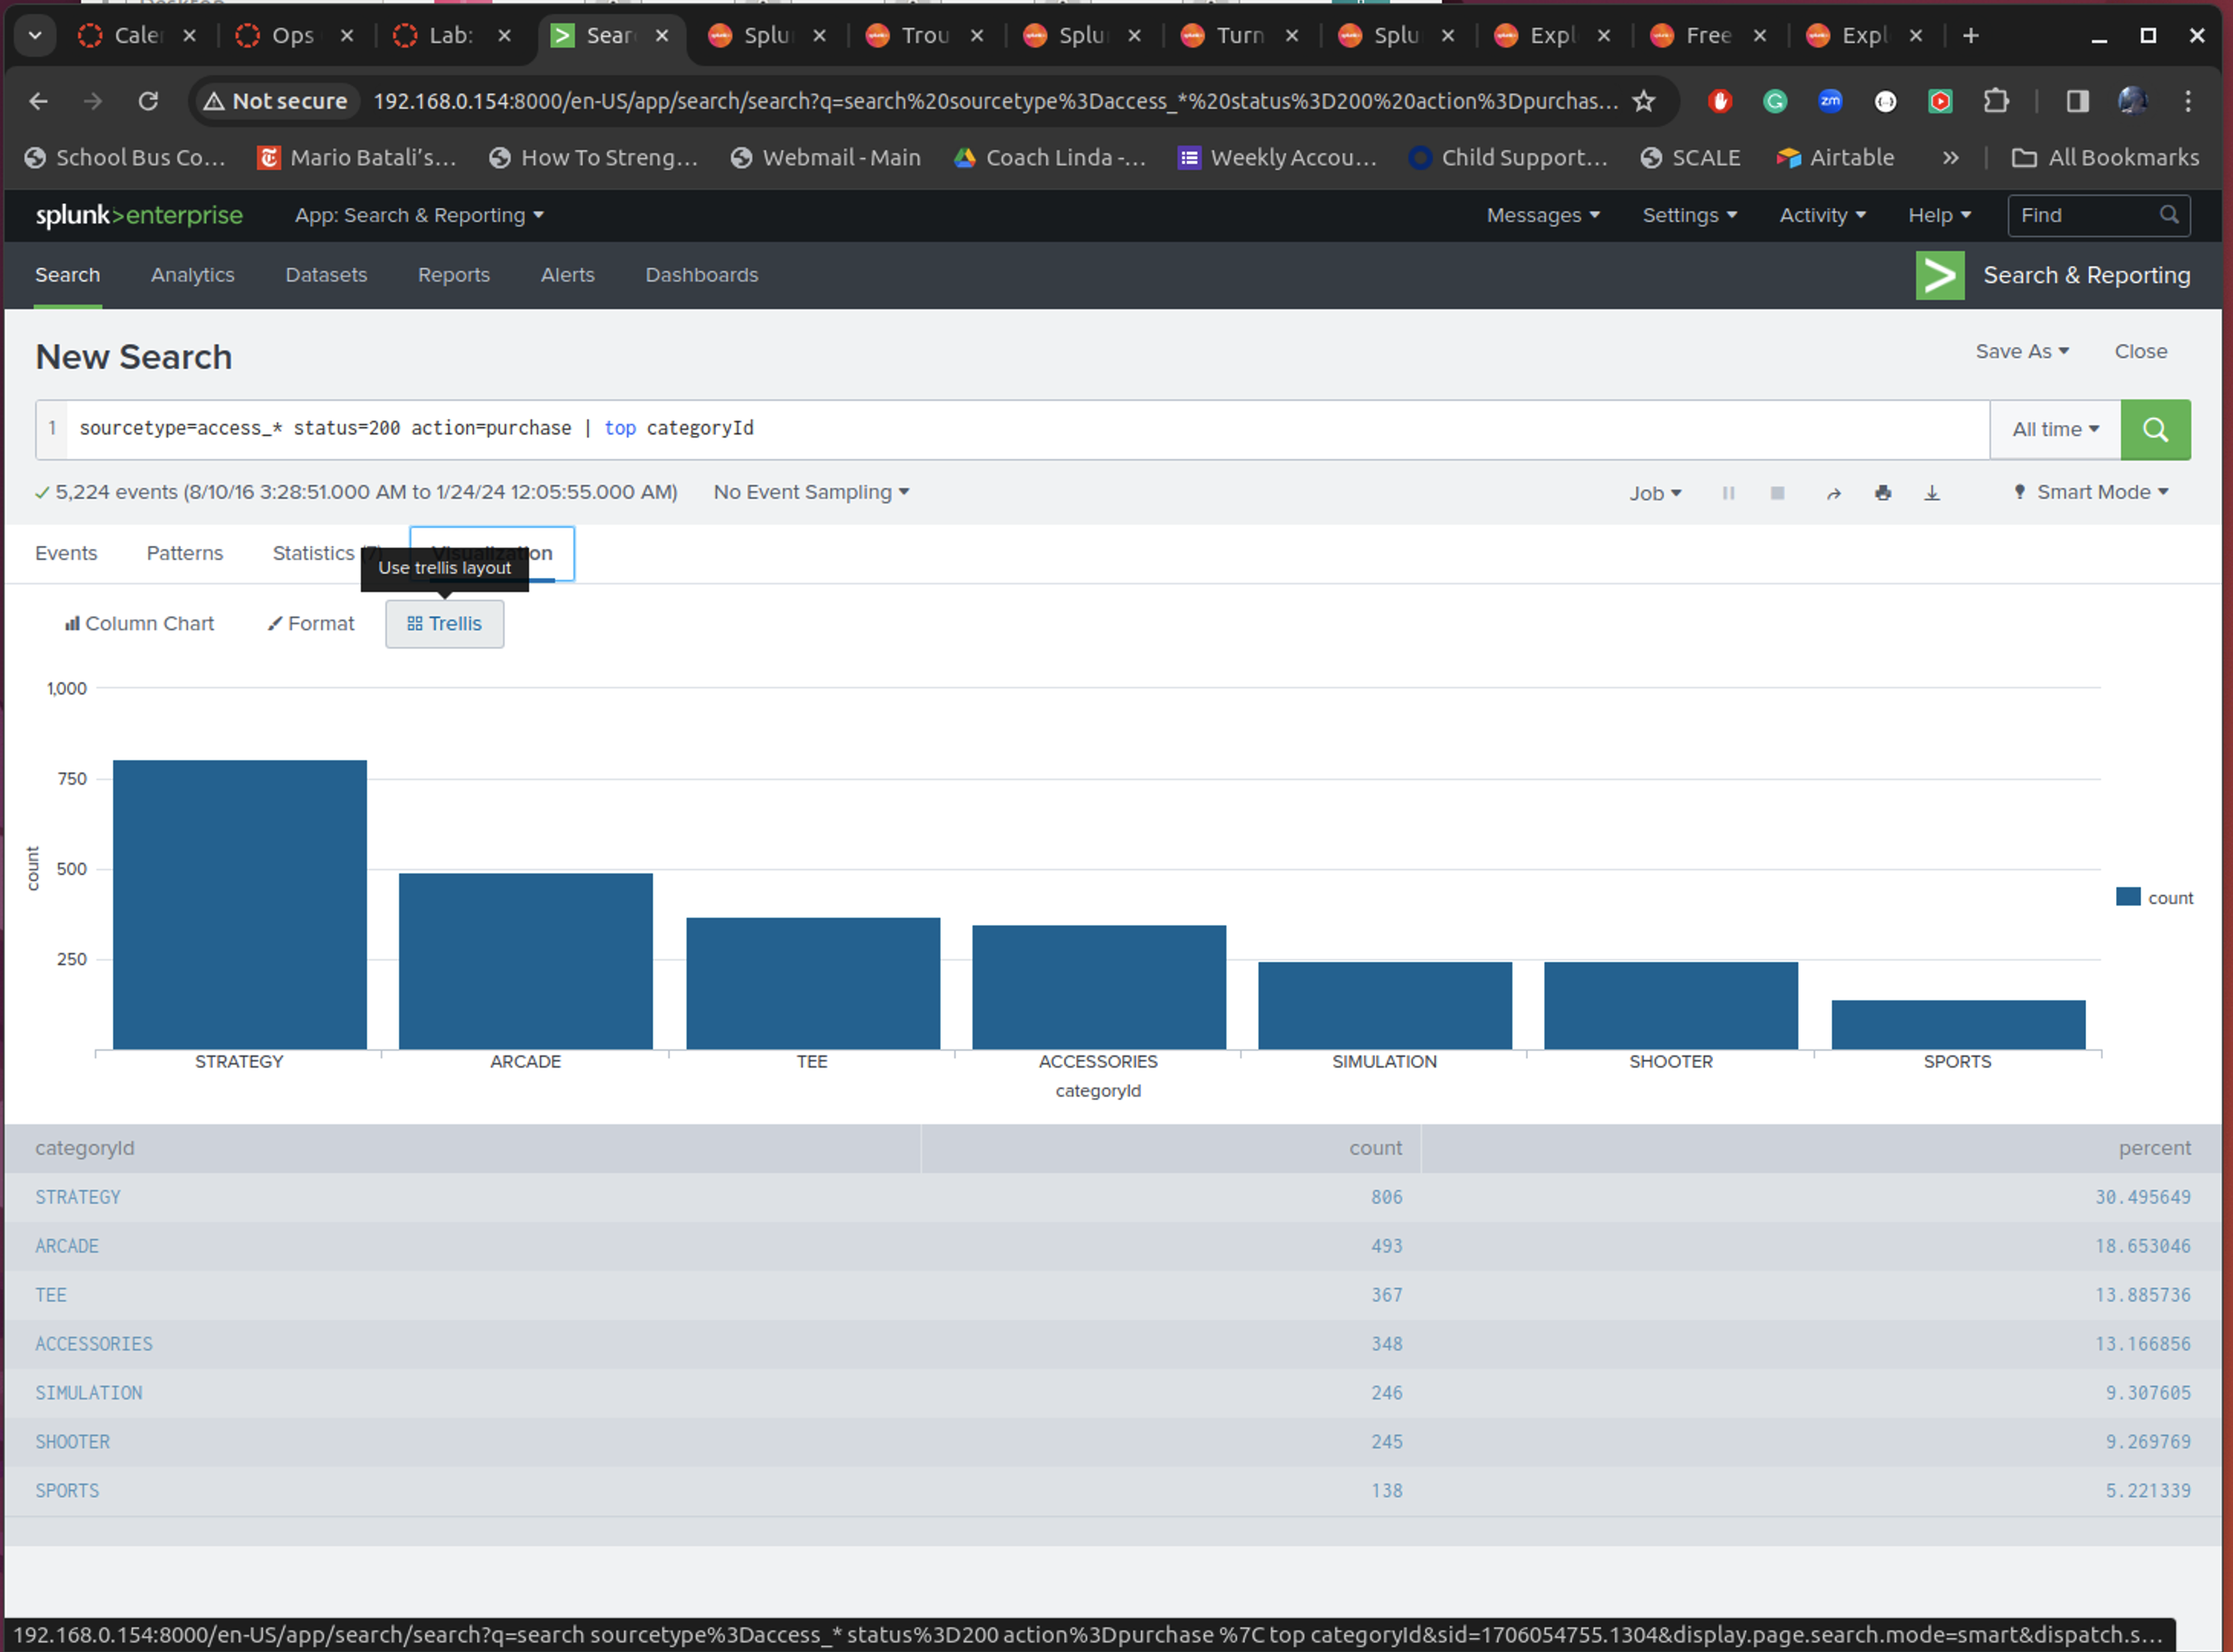 Caler
Ops
Lab:
Sear
Splu
Trou
Splu
Turn
Splu
Expl
Free
Expl
Not secure 192.168.0.154:8000/en-US/app/search/search?q=search%20sourcetype%3Daccess_*%20status%3D200%20action%3Dpurchas...
School Bus Co... Mario Batali's... How To Streng... Webmail - Main Coach Linda -... Weekly Accou... Child Support... SCALE Airtable » All Bookmarks
splunk>enterprise App: Search & Reporting Messages Settings Activity Help Find
Search Analytics Datasets Reports Alerts Dashboards Search & Reporting
New Search Save As Close
1 sourcetype=access_* status=200 action=purchase | top categoryId All time
5,224 events (8/10/16 3:28:51.000 AM to 1/24/24 12:05:55.000 AM) No Event Sampling Job Smart Mode
Events Patterns Statistics (7) Visualization
Use trellis layout
Column Chart Format Trellis
1,000
750
500
250
count
count
STRATEGY ARCADE TEE ACCESSORIES SIMULATION SHOOTER SPORTS
categoryId
categoryId count percent
STRATEGY 806 30.495649
ARCADE 493 18.653046
TEE 367 13.885736
ACCESSORIES 348 13.166856
SIMULATION 246 9.307605
SHOOTER 245 9.269769
SPORTS 138 5.221339
192.168.0.154:8000/en-US/app/search/search?q=search sourcetype%3Daccess_* status%3D200 action%3Dpurchase %7C top categoryId&sid=1706054755.1304&display.page.search.mode=smart&dispatch.s...